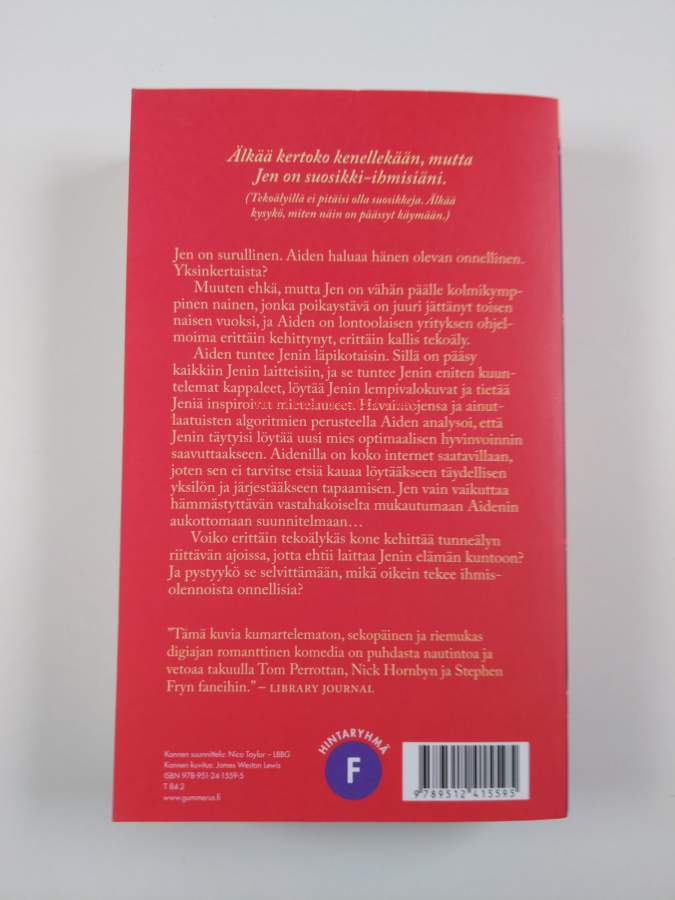 Älkää kertoko kenellekään, mutta
Jen on suosikki-ihmisiäni.
(Tekoälyillä ei pitäisi olla suosikkeja. Älkää
kysykö, miten näin on päässyt käymään.)
Jen on surullinen. Aiden haluaa hänen olevan onnellinen.
Yksinkertaista?
Muuten ehkä, mutta Jen on vähän päälle kolmikymp-
pinen nainen, jonka poikaystävä on juuri jättänyt toisen
naisen vuoksi, ja Aiden on lontoolaisen yrityksen ohjel-
moima erittäin kehittynyt, erittäin kallis tekoäly.
Aiden tuntee Jenin läpikotaisin. Sillä on pääsy
kaikkiin Jenin laitteisiin, ja se tuntee Jenin eniten kuun-
telemat kappaleet, löytää Jenin lempivalokuvat ja tietää
Jeniä inspiroivat mietelauseet. Havaintojensa ja ainut-
laatuisten algoritmien perusteella Aiden analysoi, että
Jenin täytyisi löytää uusi mies optimaalisen hyvinvoinnin
saavuttaakseen. Aidenilla on koko internet saatavillaan,
joten sen ei tarvitse etsiä kauaa löytääkseen täydellisen
yksilön ja järjestääkseen tapaamisen. Jen vain vaikuttaa
hämmästyttävän vastahakoiselta mukautumaan Aidenin
aukottomaan suunnitelmaan...
Voiko erittäin tekoälykäs kone kehittää tunneälyn
riittävän ajoissa, jotta ehtii laittaa Jenin elämän kuntoon?
Ja pystyykö se selvittämään, mikä oikein tekee ihmis-
olennoista onnellisia?
"Tämä kuvia kumartelematon, sekopäinen ja riemukas
digiajan romanttinen komedia on puhdasta nautintoa ja
vetoaa takuulla Tom Perrottan, Nick Hornbyn ja Stephen
Fryn faneihin." – LIBRARY JOURNAL
Kannen suunnittelu: Nico Taylor – LBBG
Kannen kuvitus: James Weston Lewis
ISBN 978-951-24-1559-5
T 84.2
www.gummerus.fi
HINTARYHMÄ
F
9 789512 415595